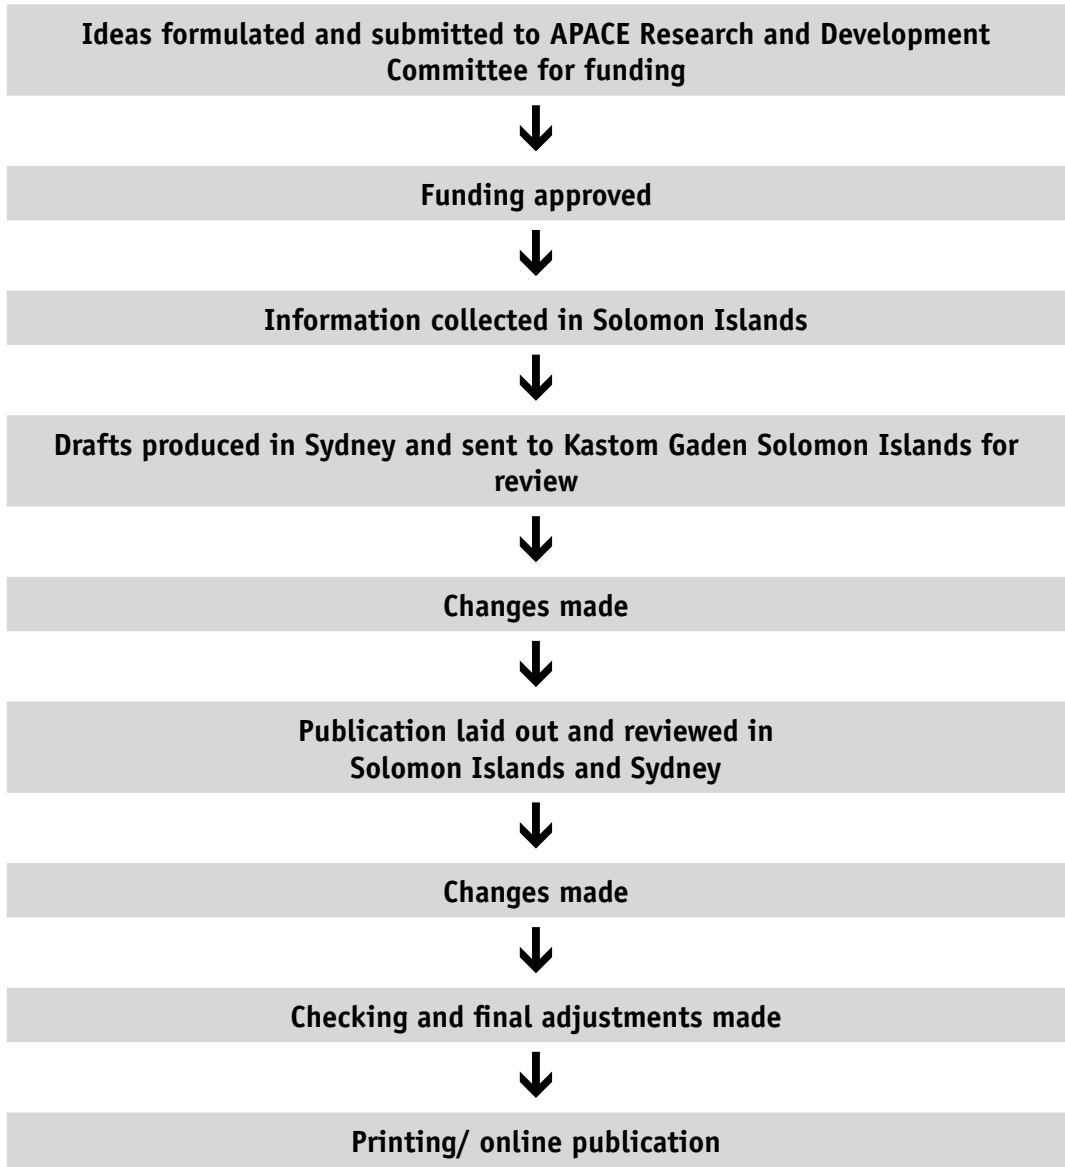 Ideas formulated and submitted to APACE Research and Development
Committee for funding
Funding approved
Information collected in Solomon Islands
Drafts produced in Sydney and sent to Kastom Gaden Solomon Islands for
review
Changes made
Publication laid out and reviewed in
Solomon Islands and Sydney
Changes made
Checking and final adjustments made
Printing/ online publication